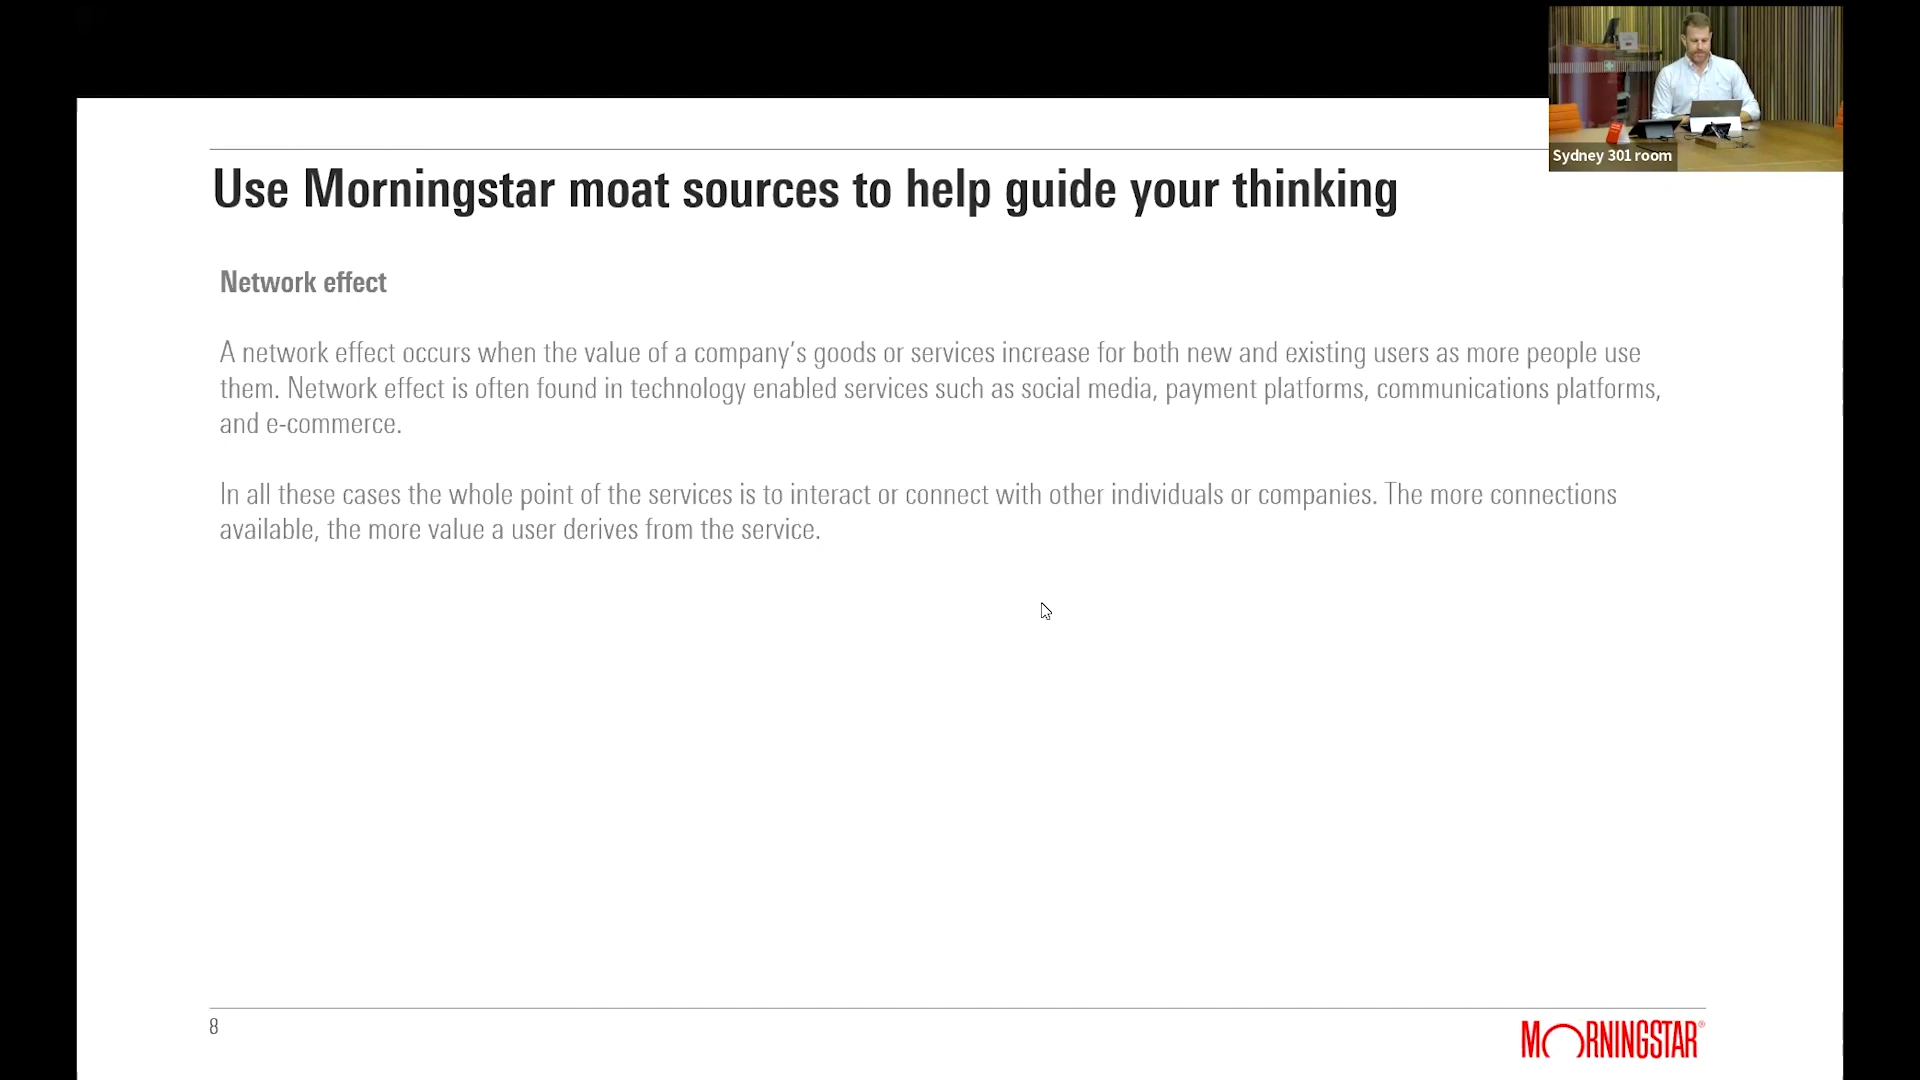 Sydney 301 room
Use Morningstar moat sources to help guide your thinking
Network effect
A network effect occurs when the value of a company’s goods or services increase for both new and existing users as more people use
them. Network effect is often found in technology enabled services such as social media, payment platforms, communications platforms,
and e-commerce.
In all these cases the whole point of the services is to interact or connect with other individuals or companies. The more connections
available, the more value a user derives from the service.
8
MORNINGSTAR®